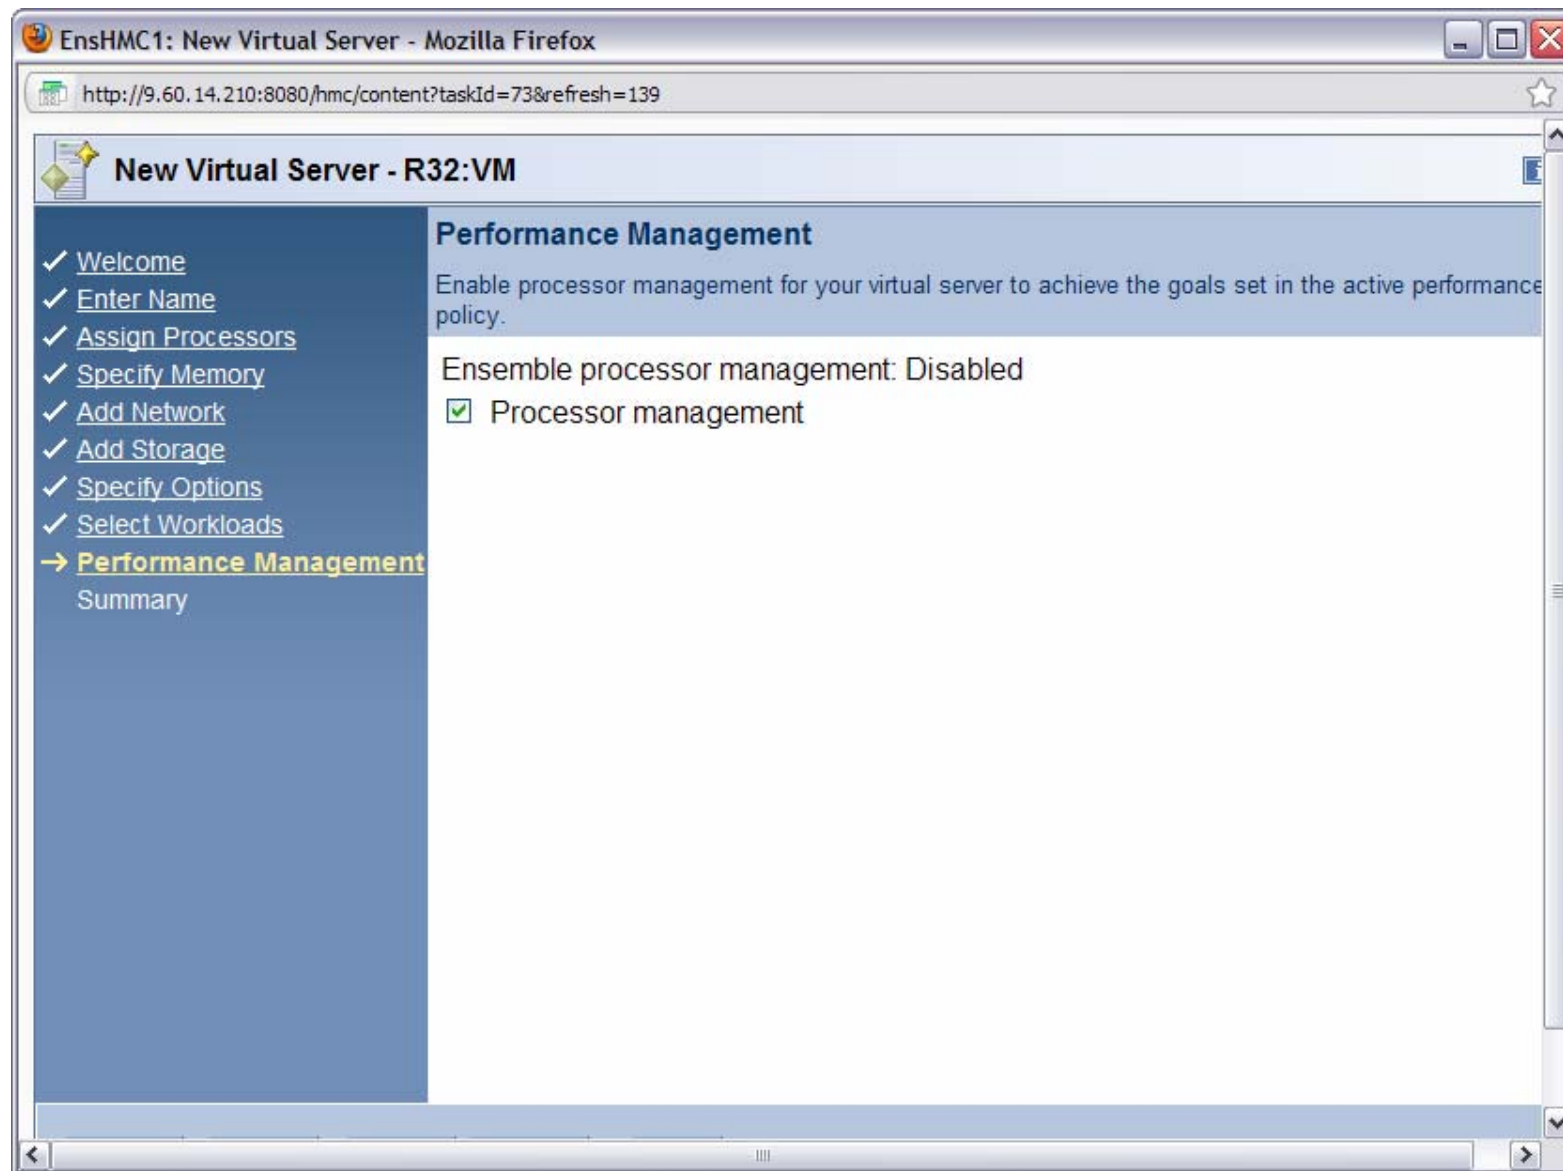 EnsHMC1: New Virtual Server - Mozilla Firefox
http://9.60.14.210:8080/hmc/content?taskId=73&refresh=139
New Virtual Server - R32:VM
Welcome
Enter Name
Assign Processors
Specify Memory
Add Network
Add Storage
Specify Options
Select Workloads
Performance Management
Summary
Performance Management
Enable processor management for your virtual server to achieve the goals set in the active performance
policy.
Ensemble processor management: Disabled
Processor management